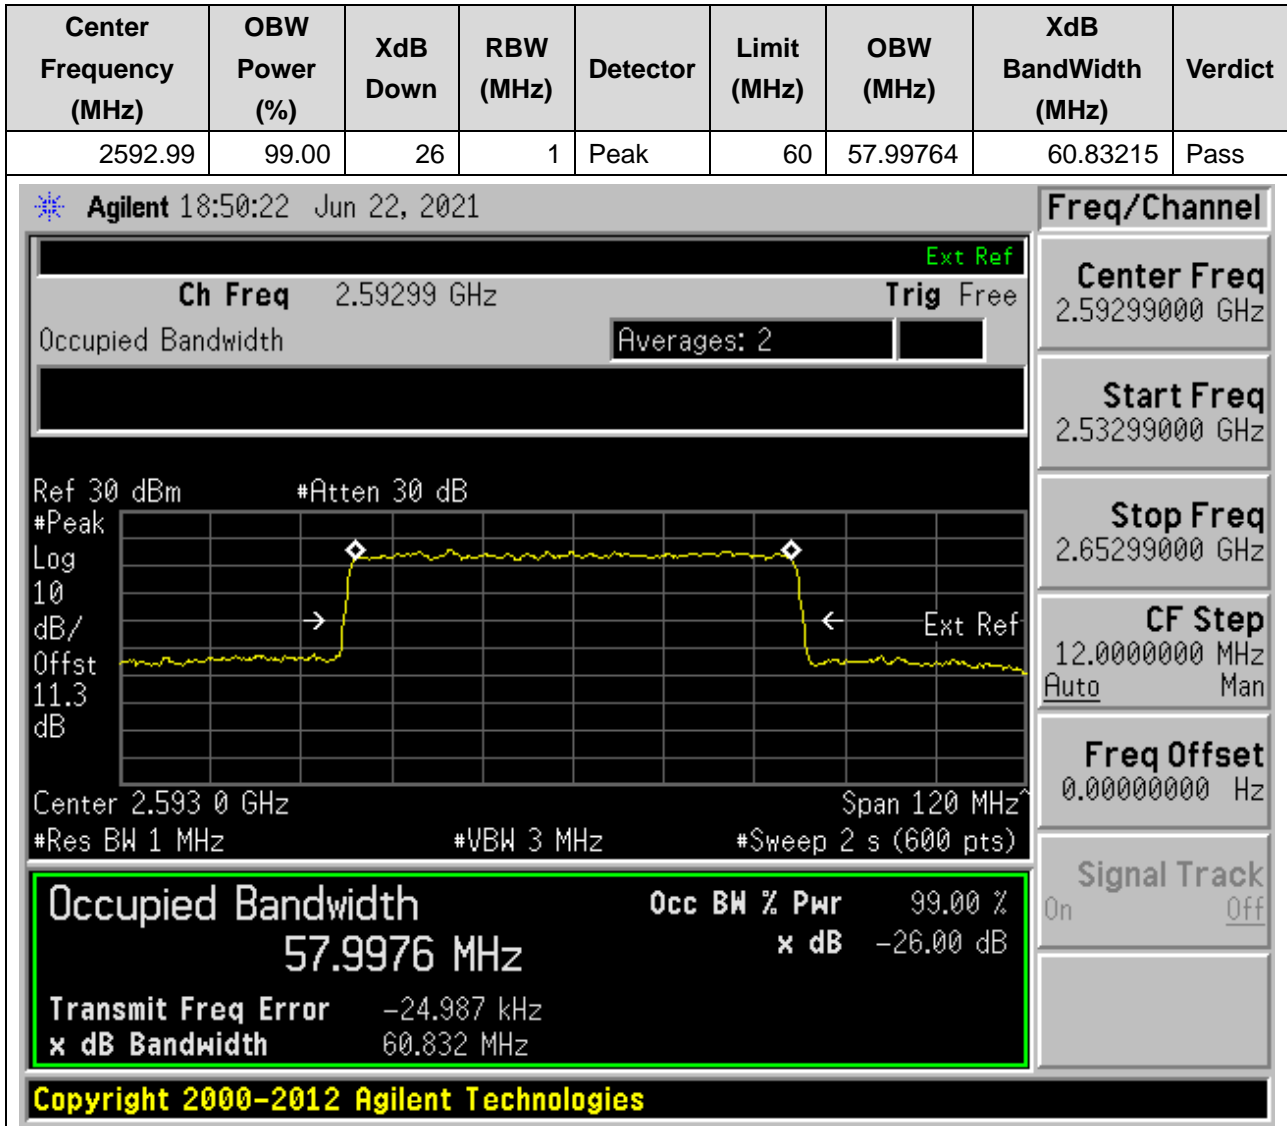 Center Frequency (MHz) OBW Power (%) XdB Down RBW (MHz) Detector Limit (MHz) OBW (MHz) XdB BandWidth (MHz) Verdict
2592.99 99.00 26 1 Peak 60 57.99764 60.83215 Pass
Agilent 18:50:22 Jun 22, 2021
Freq/Channel
Ext Ref
Ch Freq 2.59299 GHz Trig Free
Occupied Bandwidth Averages: 2
Center Freq
2.59299000 GHz
Start Freq
2.53299000 GHz
Stop Freq
2.65299000 GHz
CF Step
12.0000000 MHz
Auto Man
Freq Offset
0.00000000 Hz
Signal Track
On Off
Ref 30 dBm #Atten 30 dB
#Peak
Log
10
dB/
Offst
11.3
dB
Ext Ref
Center 2.593 0 GHz Span 120 MHz^
#Res BW 1 MHz #VBW 3 MHz #Sweep 2 s (600 pts)
Occupied Bandwidth
57.9976 MHz
Occ BW % Pwr 99.00 %
x dB -26.00 dB
Transmit Freq Error -24.987 kHz
x dB Bandwidth 60.832 MHz
Copyright 2000-2012 Agilent Technologies